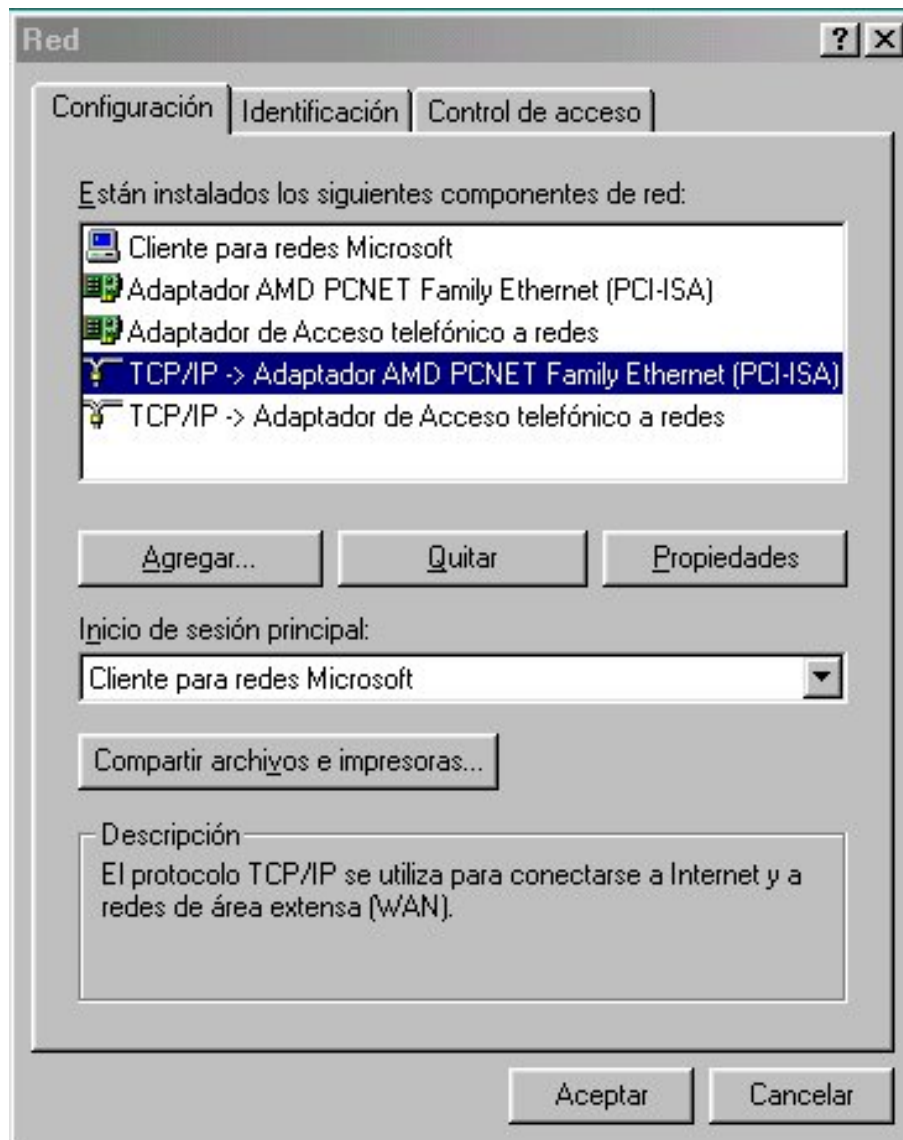 Red
Configuración
Identificación
Control de acceso
Están instalados los siguientes componentes de red:
Cliente para redes Microsoft
Adaptador AMD PCNET Family Ethernet (PCI-ISA)
Adaptador de Acceso telefónico a redes
TCP/IP -> Adaptador AMD PCNET Family Ethernet (PCI-ISA)
TCP/IP -> Adaptador de Acceso telefónico a redes
Agregar...
Quitar
Propiedades
Inicio de sesión principal:
Cliente para redes Microsoft
Compartir archivos e impresoras...
Descripción
El protocolo TCP/IP se utiliza para conectarse a Internet y a
redes de área extensa (WAN).
Aceptar
Cancelar